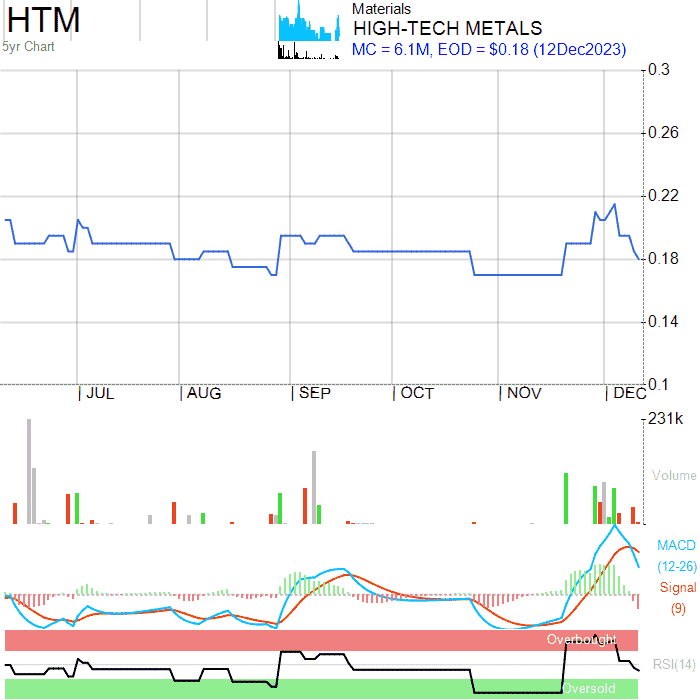 HTM
5yr Chart
Materials
HIGH-TECH METALS
MC = 6.1M, EOD = $0.18 (12Dec2023)
0.3
0.26
0.22
0.18
0.14
0.1
JUL AUG SEP OCT NOV DEC
231k
Volume
MACD
(12-26)
Signal
(9)
Overbought
RSI(14)
Oversold